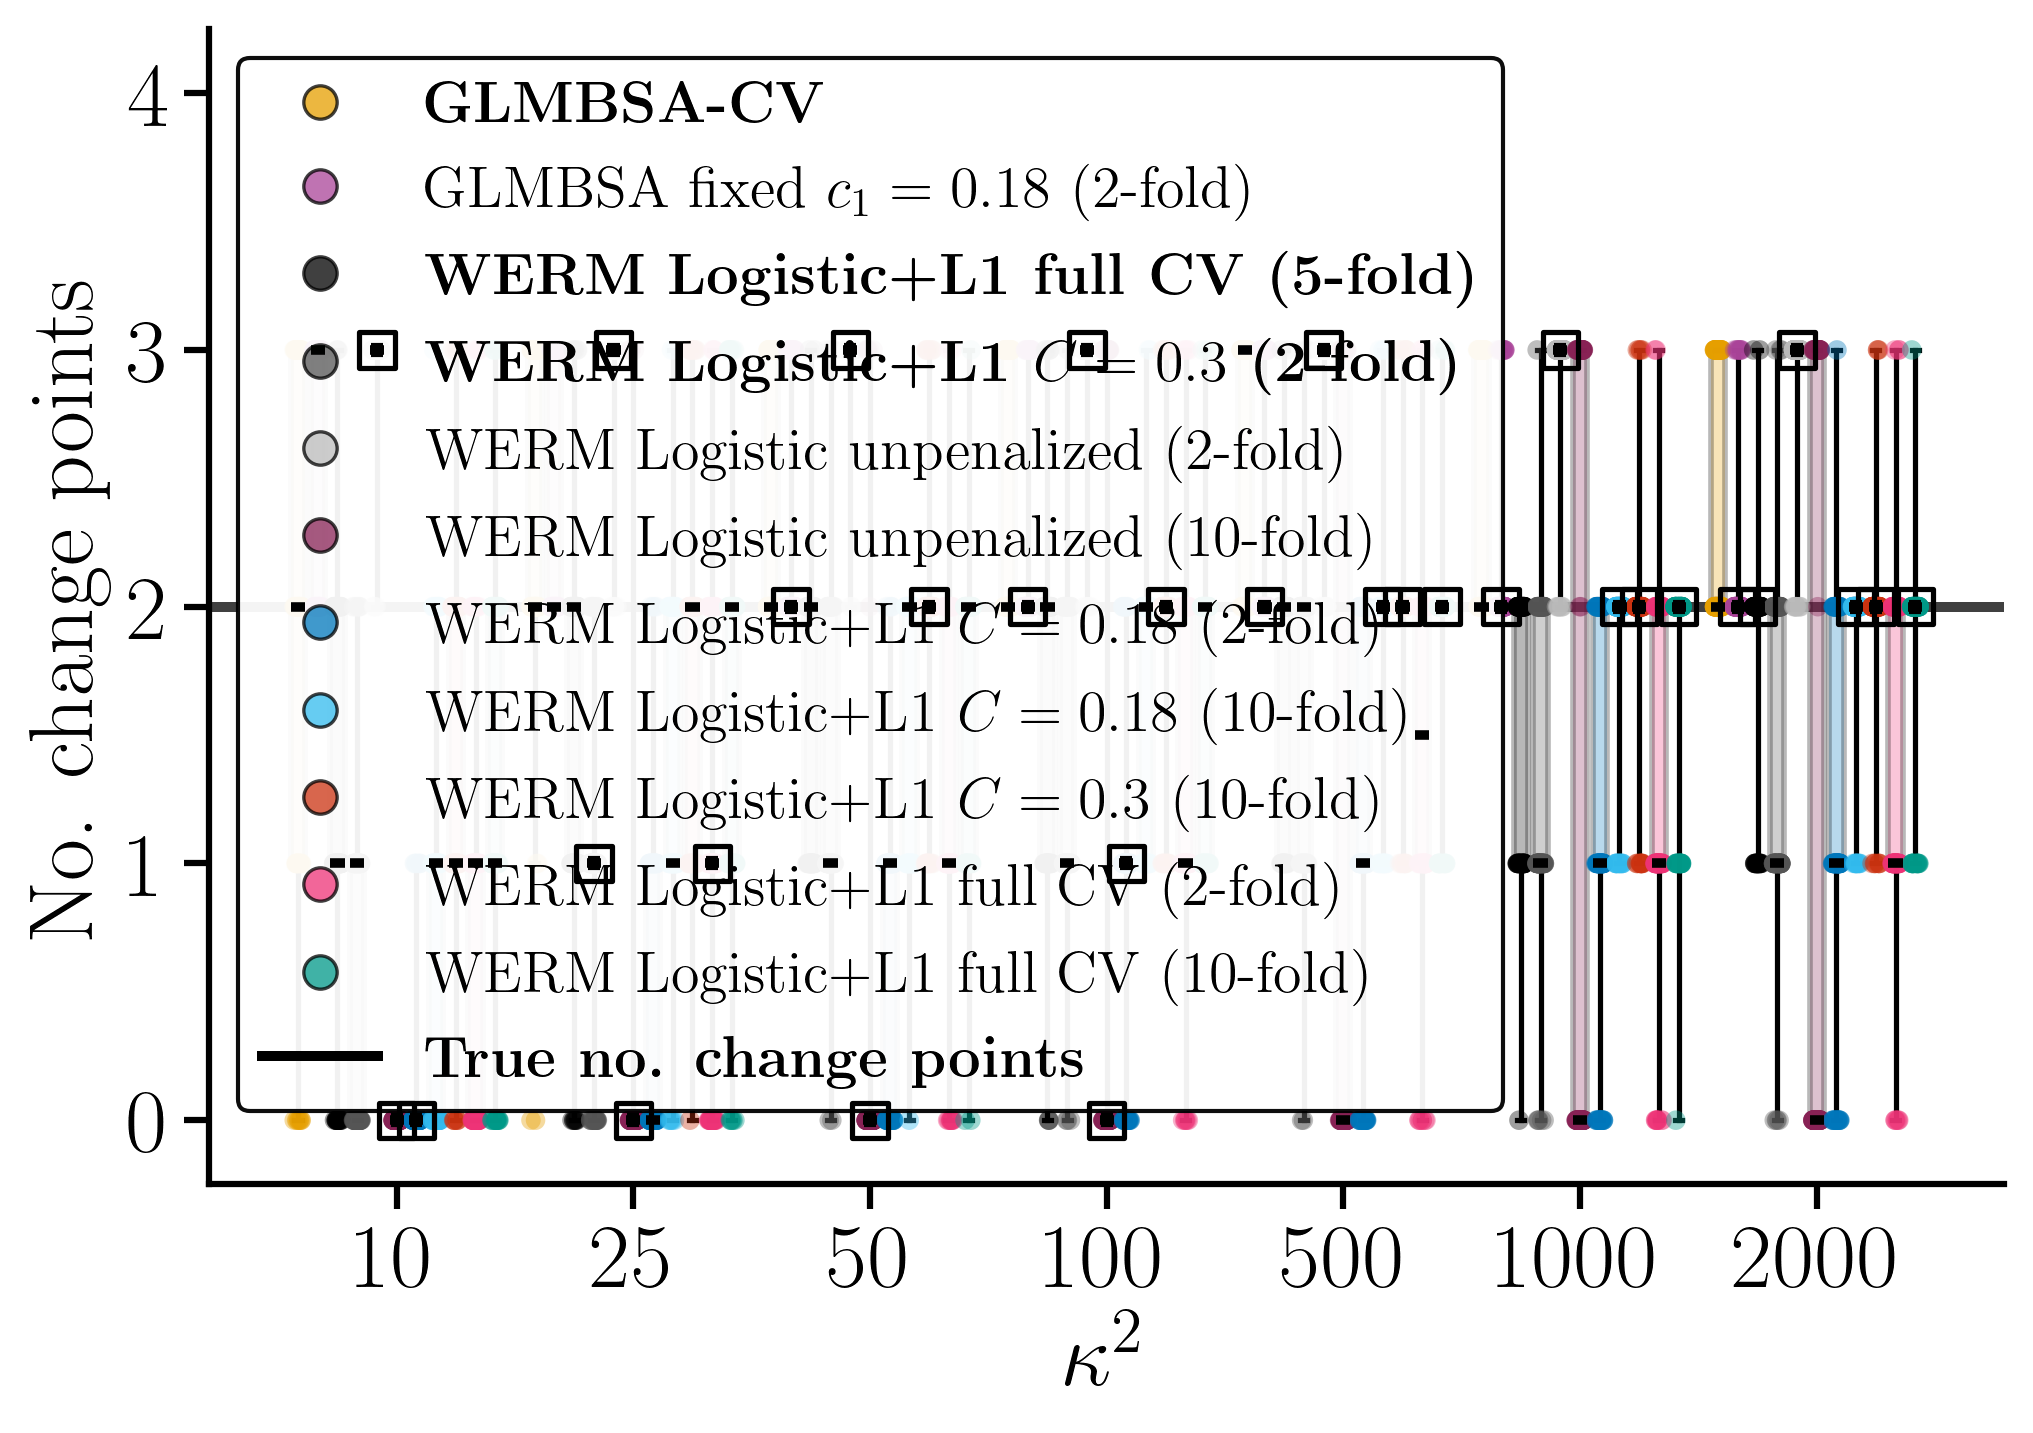 GLMBSA-CV
GLMBSA fixed c₁ = 0.18 (2-fold)
WERM Logistic+L1 full CV (5-fold)
WERM Logistic+L1 C = 0.3 (2-fold)
WERM Logistic unpenalized (2-fold)
WERM Logistic unpenalized (10-fold)
WERM Logistic+L1 C = 0.18 (2-fold)
WERM Logistic+L1 C = 0.18 (10-fold)
WERM Logistic+L1 C = 0.3 (10-fold)
WERM Logistic+L1 full CV (2-fold)
WERM Logistic+L1 full CV (10-fold)
True no. change points
No. change points
4
3
2
1
0
10 25 50 100 500 1000 2000
κ²